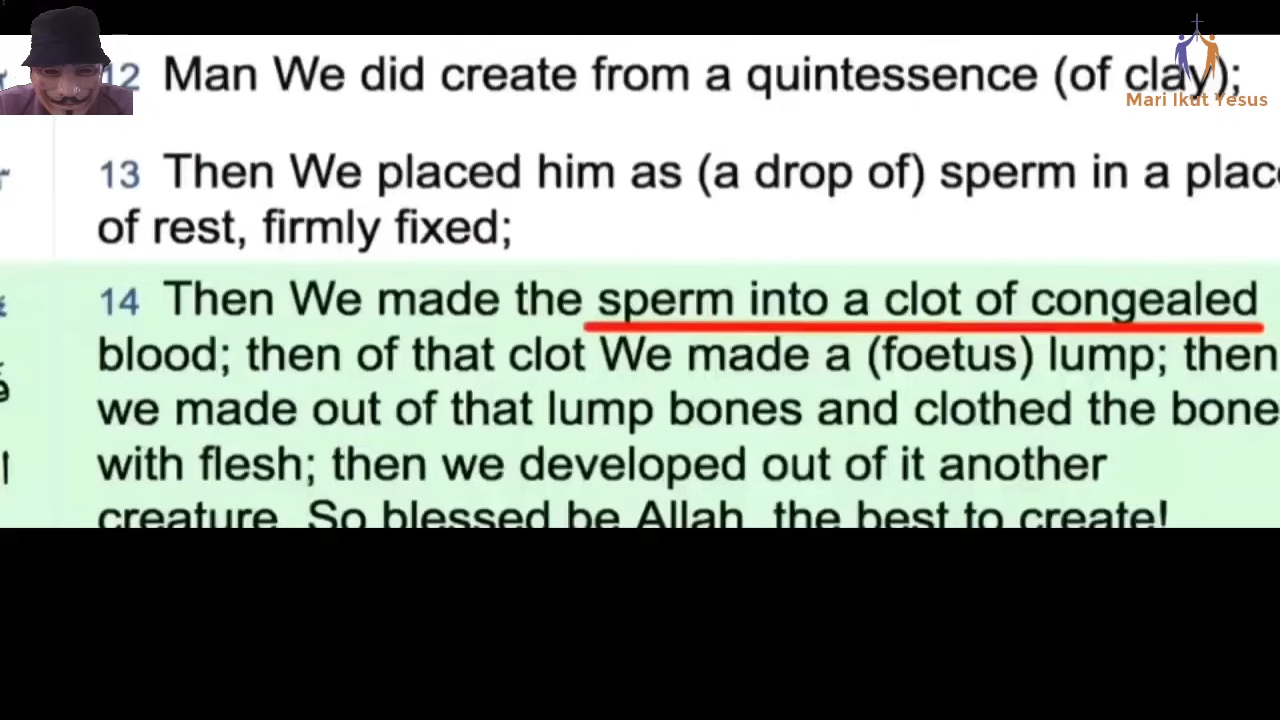 12 Man We did create from a quintessence (of clay);
Mari Ikut Yesus
13 Then We placed him as (a drop of) sperm in a plac
of rest, firmly fixed;
14 Then We made the sperm into a clot of congealed
blood; then of that clot We made a (foetus) lump; then
we made out of that lump bones and clothed the bone
with flesh; then we developed out of it another
creature. So blessed be Allah, the best to create!